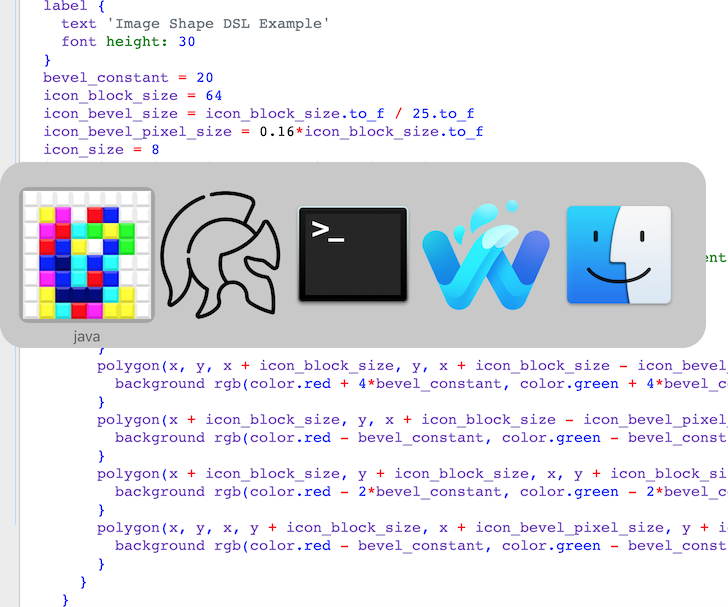 label {
text 'Image Shape DSL Example'
font height: 30
}
bevel_constant = 20
icon_block_size = 64
icon_bevel_size = icon_block_size.to_f / 25.to_f
icon_bevel_pixel_size = 0.16*icon_block_size.to_f
icon_size = 8
>_
ent
java
}
polygon(x, y, x + icon_block_size, y, x + icon_block_size - icon_bevel
background rgb(color.red + 4*bevel_constant, color.green + 4*bevel_c
}
polygon(x + icon_block_size, y, x + icon_block_size - icon_bevel_pixel
background rgb(color.red - bevel_constant, color.green - bevel_const
}
polygon(x + icon_block_size, y + icon_block_size, x, y + icon_block_si
background rgb(color.red - 2*bevel_constant, color.green - 2*bevel_c
}
polygon(x, y, x, y + icon_block_size, x + icon_bevel_pixel_size, y + i
background rgb(color.red - bevel_constant, color.green - bevel_const
}
}
}